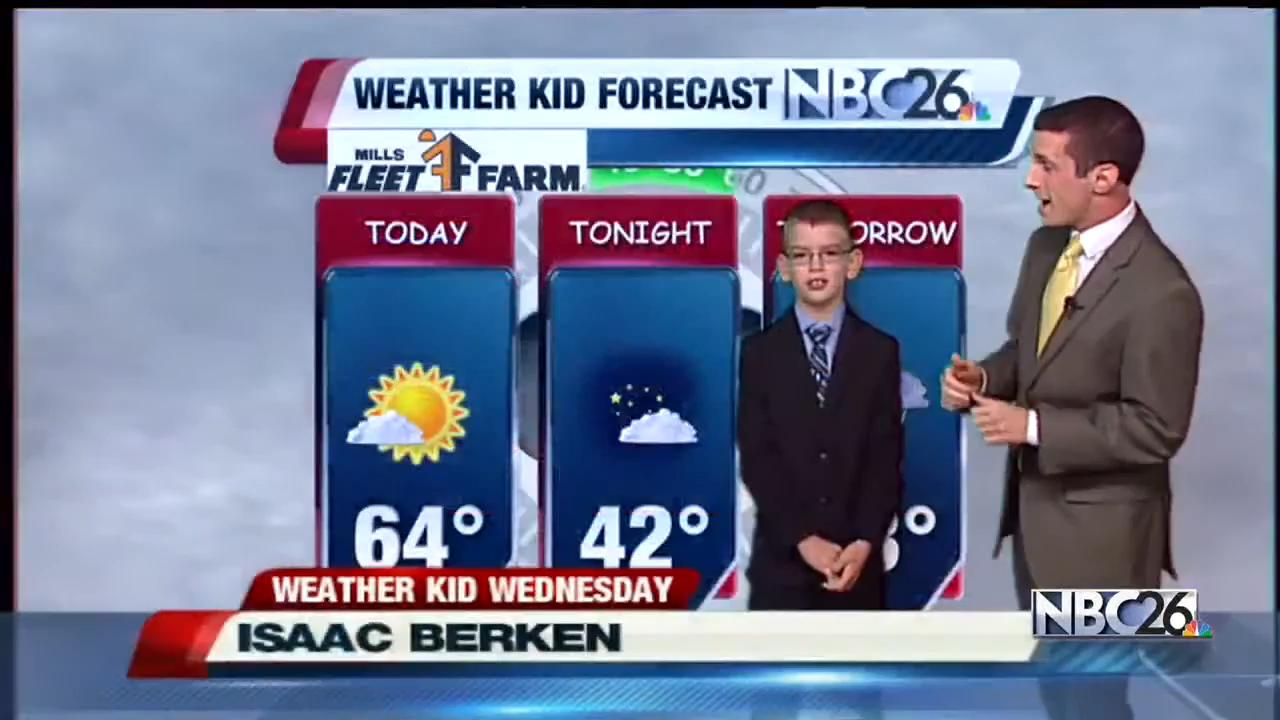 WEATHER KID FORECAST NBC26
MILLS
FLEET FARM
TODAY
TONIGHT
64°
42°
WEATHER KID WEDNESDAY
ISAAC BERKEN
NBC26